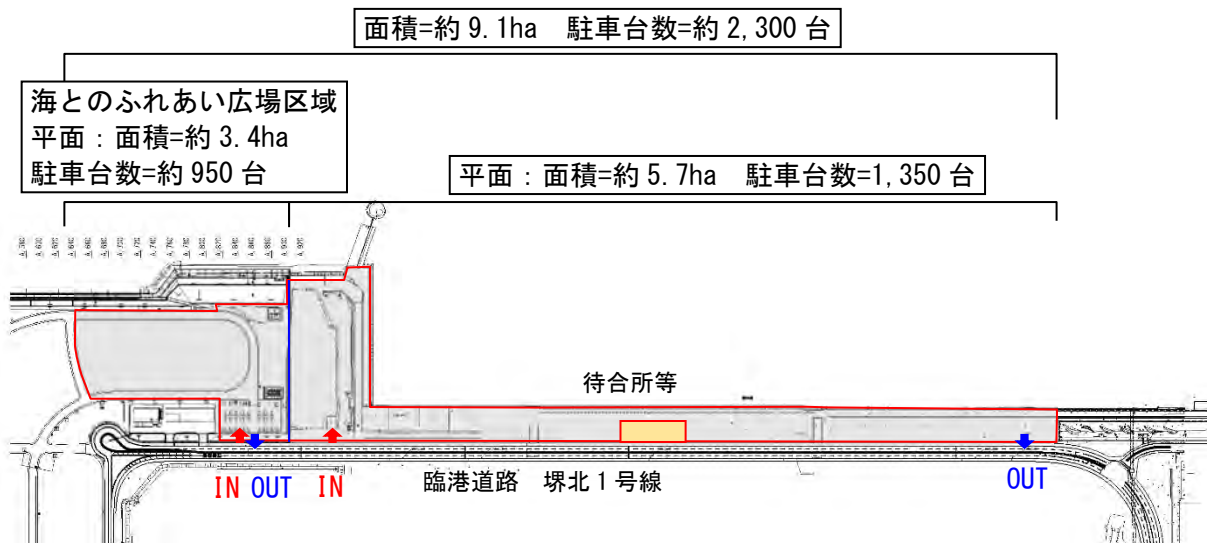 面積=約 9.1ha　駐車台数=約 2,300 台
海とのふれあい広場区域
平面：面積=約 3.4ha
駐車台数=約 950 台
平面：面積=約 5.7ha　駐車台数=1,350 台
待合所等
IN OUT IN
臨港道路　堺北１号線
OUT